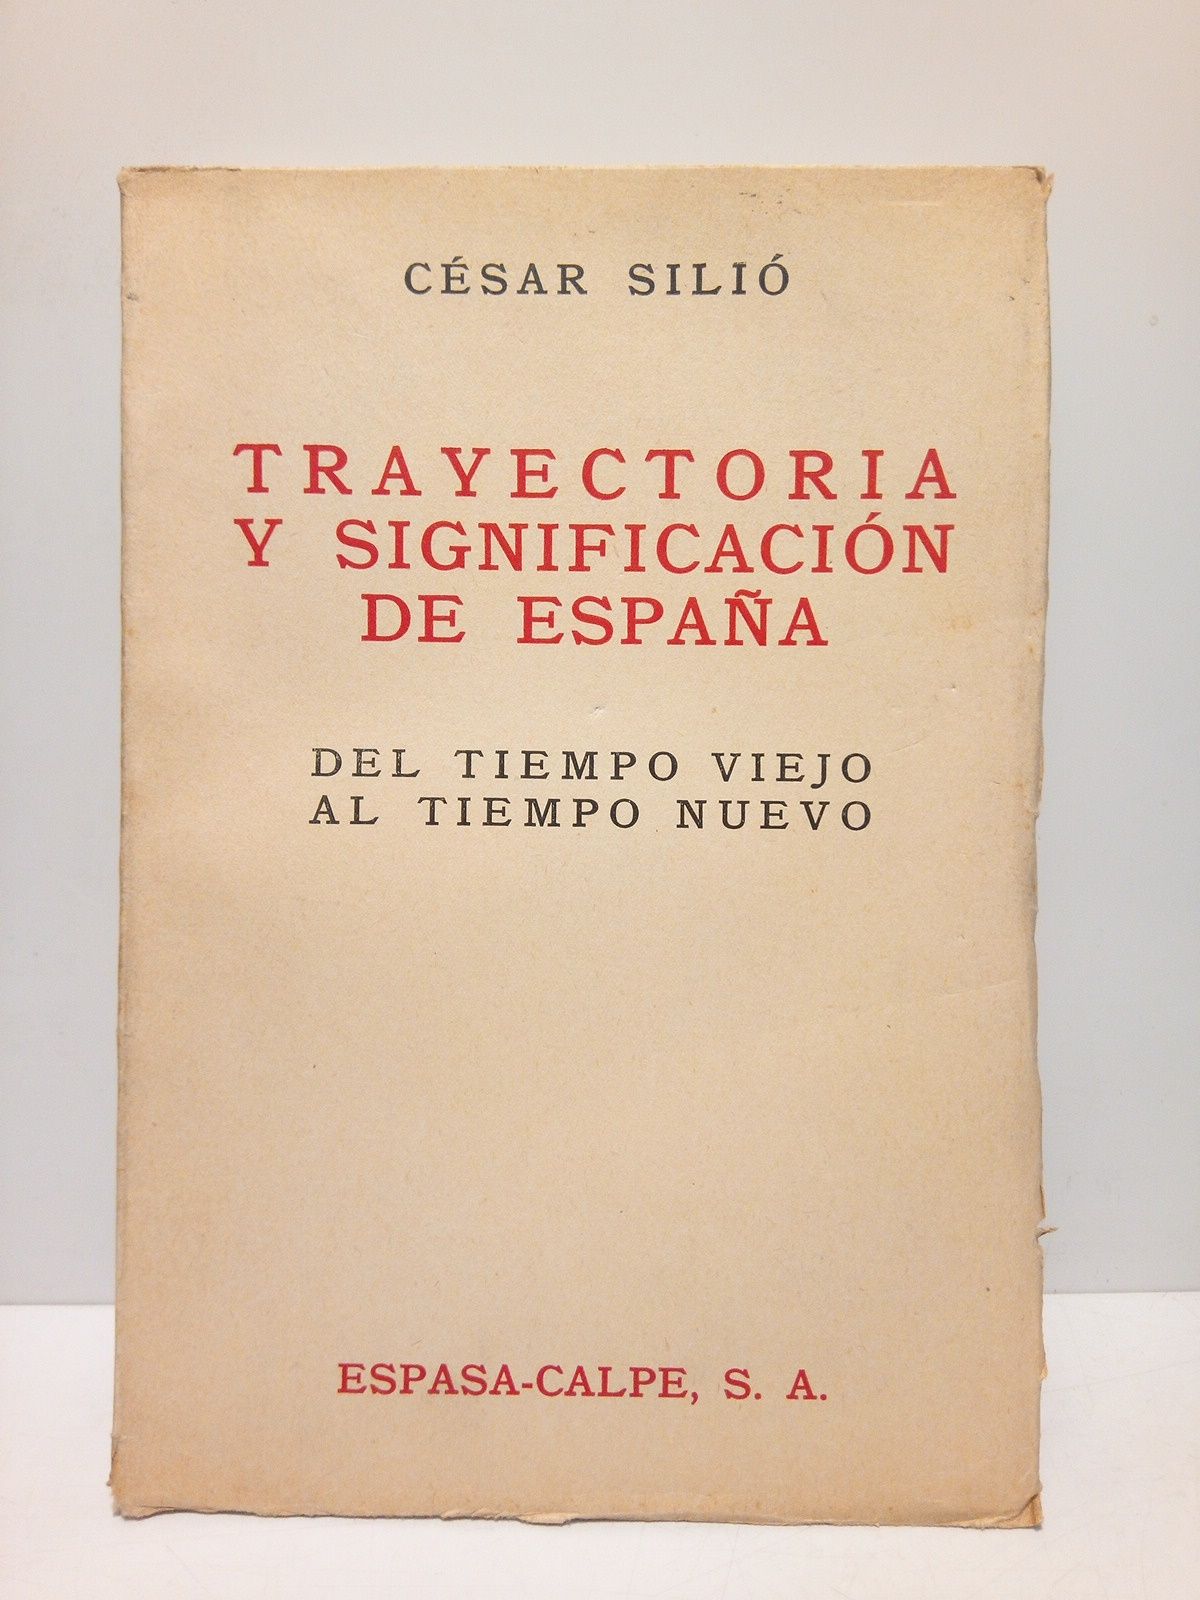 CÉSAR SILIÓ
TRAYECTORIA
Y SIGNIFICACIÓN
DE ESPAÑA
DEL TIEMPO VIEJO
AL TIEMPO NUEVO
ESPASA-CALPE, S. A.